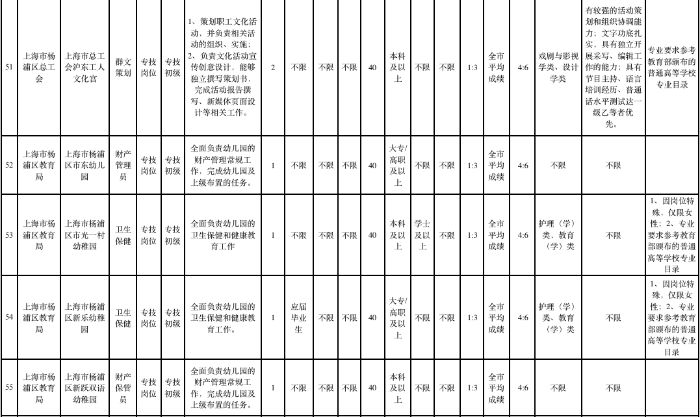 51 上海市杨浦区总工会 上海市总工会沪东工人文化宫 群文策划 专技岗位 专技初级 1、策划职工文化活动，并负责相关活动的组织、实施；2、负责文化活动宣传创意设计，能够独立撰写策划书，完成活动报告撰写、新媒体页面设计等相关工作。 2 不限 不限 不限 40 本科及以上 不限 不限 1:3 全市平均成绩 4:6 戏剧与影视学类、设计学类 有较强的活动策划和组织协调能力；文字功底扎实，具有独立开展采写、编辑工作的能力；具有节目主持、语言培训经历、普通话水平测试达一级乙等者优先。 专业要求参考教育部颁布的普通高等学校专业目录
52 上海市杨浦区教育局 上海市杨浦区市东幼儿园 财产管理员 专技岗位 专技初级 全面负责幼儿园的财产管理常规工作，完成幼儿园及上级布置的任务。 1 不限 不限 不限 40 大专/高职及以上 不限 不限 1:3 全市平均成绩 4:6 不限 不限
53 上海市杨浦区教育局 上海市杨浦区市光一村幼稚园 卫生保健 专技岗位 专技初级 全面负责幼儿园的卫生保健和健康教育工作 1 不限 不限 不限 40 本科及以上 学士及以上 不限 1:3 全市平均成绩 4:6 护理（学）类、教育（学）类 不限 1、因岗位特殊，仅限女性；2、专业要求参考教育部颁布的普通高等学校专业目录
54 上海市杨浦区教育局 上海市杨浦区新乐幼稚园 卫生保健 专技岗位 专技初级 全面负责幼儿园的卫生保健和健康教育工作。 1 应届毕业生 不限 不限 40 大专/高职及以上 不限 不限 1:3 全市平均成绩 4:6 护理（学）类、教育（学）类 不限 1、因岗位特殊，仅限女性；2、专业要求参考教育部颁布的普通高等学校专业目录
55 上海市杨浦区教育局 上海市杨浦区新跃双语幼稚园 财产保管员 专技岗位 专技初级 全面负责幼儿园的财产管理常规工作，完成幼儿园及上级布置的任务。 1 不限 不限 不限 40 本科及以上 不限 不限 1:3 全市平均成绩 4:6 不限 不限